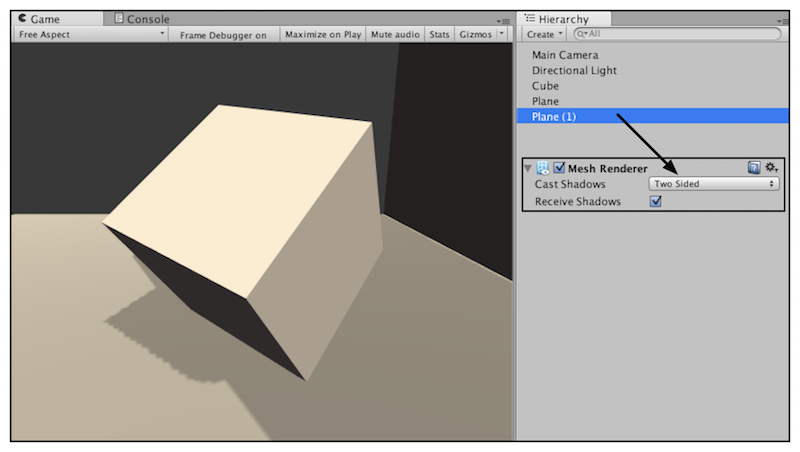 Game Console
Free Aspect Frame Debugger on Maximize on Play Mute audio Stats Gizmos
Hierarchy
Create All
Main Camera
Directional Light
Cube
Plane
Plane (1)
Mesh Renderer
Cast Shadows Two Sided
Receive Shadows